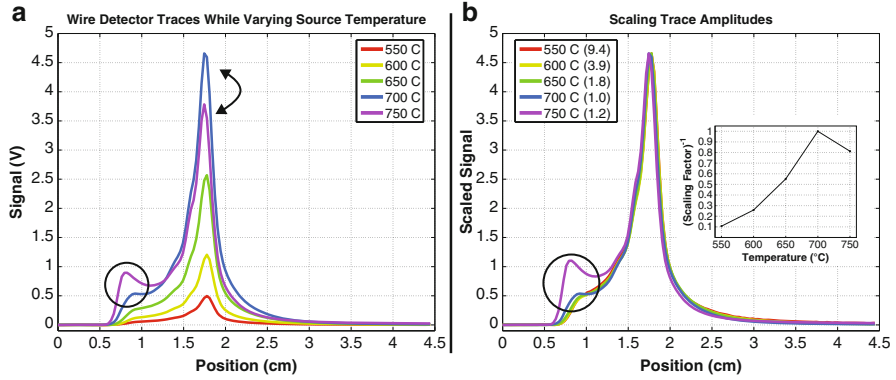 a
Wire Detector Traces While Varying Source Temperature
5
4.5
4
3.5
3
2.5
2
1.5
1
0.5
0
Signal (V)
550 C
600 C
650 C
700 C
750 C
0 0.5 1 1.5 2 2.5 3 3.5 4 4.5
Position (cm)
b
Scaling Trace Amplitudes
5
4.5
4
3.5
3
2.5
2
1.5
1
0.5
0
Scaled Signal
550 C (9.4)
600 C (3.9)
650 C (1.8)
700 C (1.0)
750 C (1.2)
1
0.9
0.8
0.7
0.6
0.5
0.4
0.3
0.2
0.1
(Scaling Factor)⁻¹
550 600 650 700 750
Temperature (°C)
0 0.5 1 1.5 2 2.5 3 3.5 4 4.5
Position (cm)